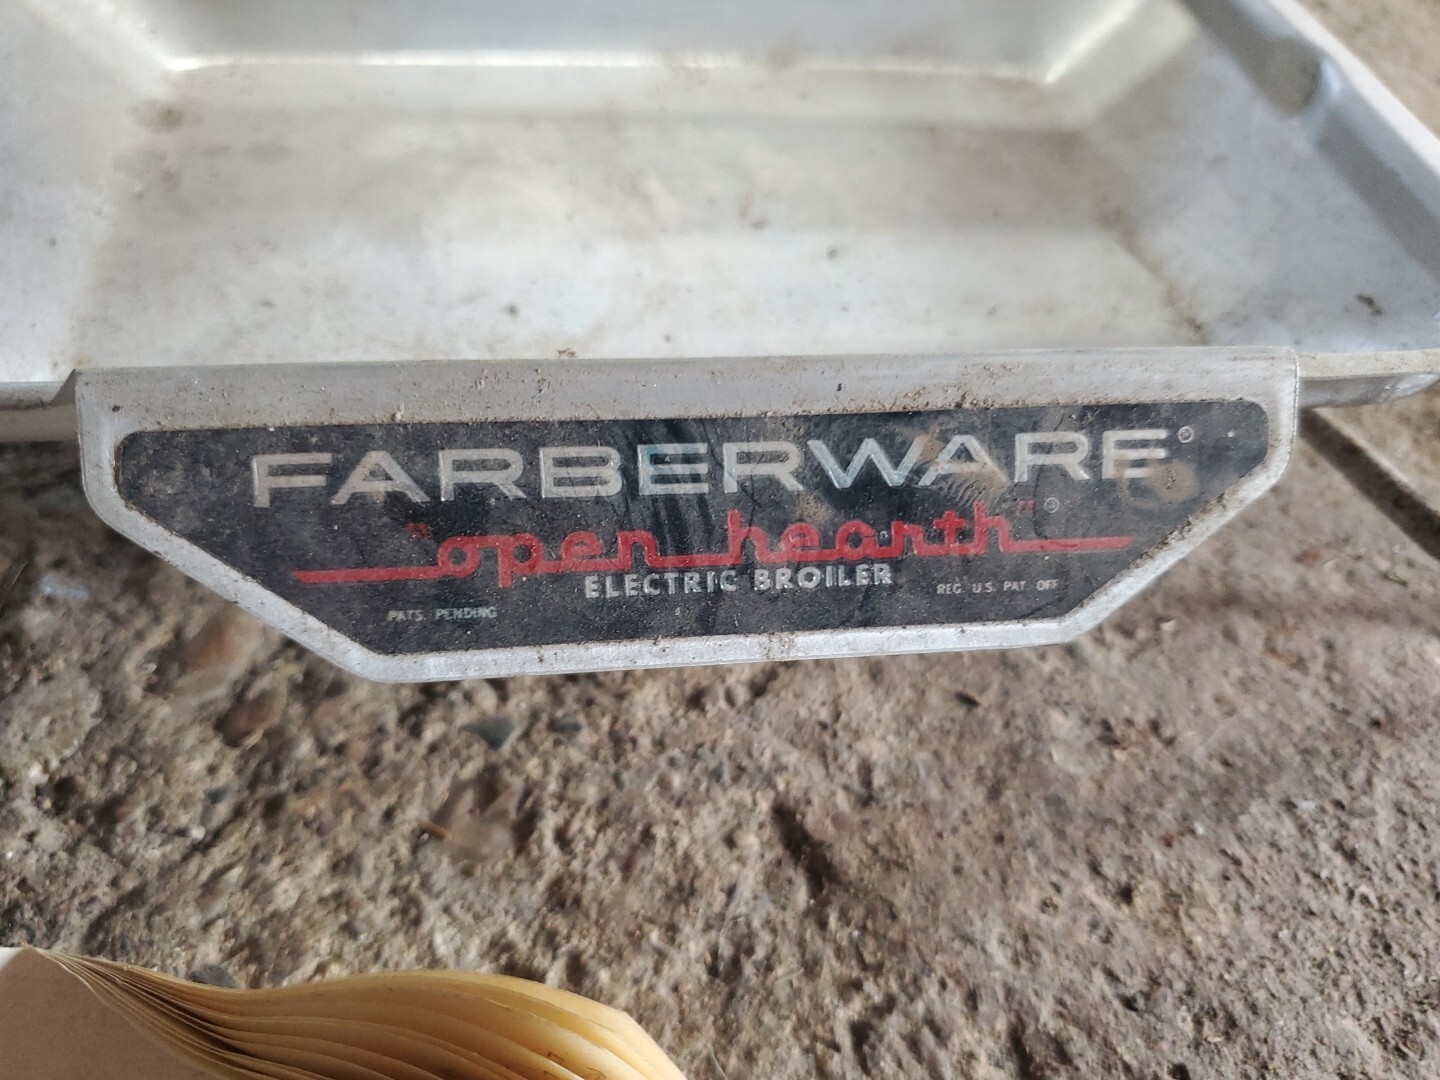 FARBERWARE®
"open hearth"®
ELECTRIC BROILER
PATS. PENDING
REG. U.S. PAT. OFF